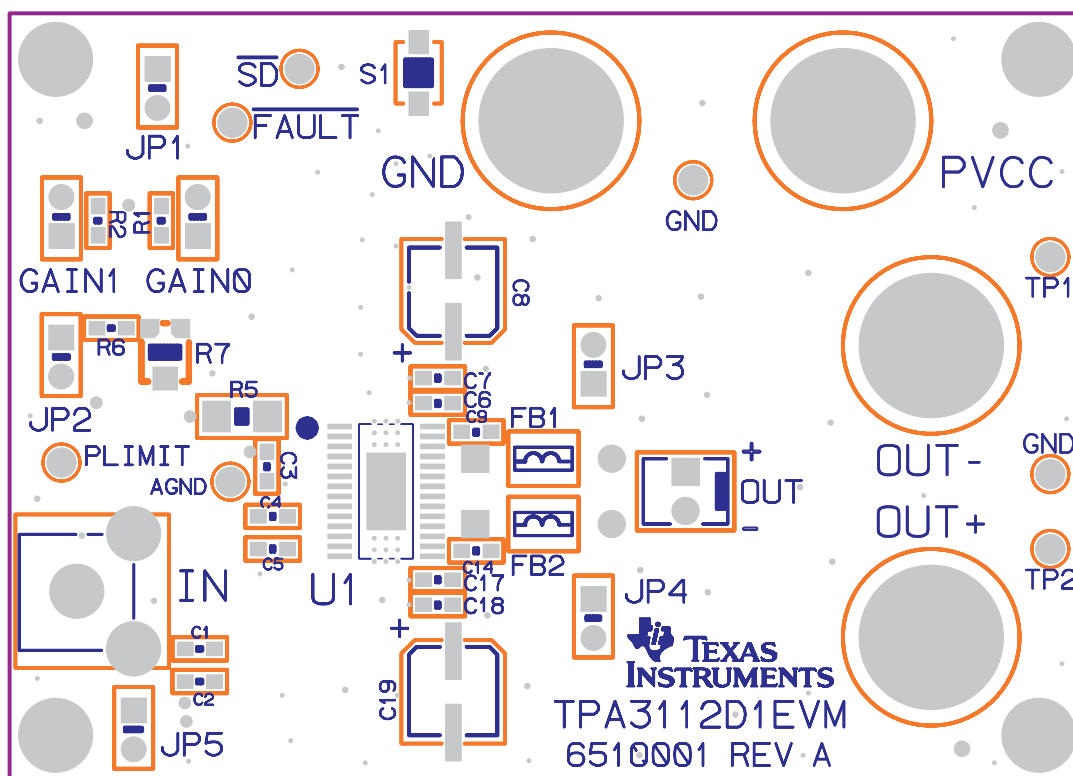 SD
S1
FAULT
JP1
GND
PVCC
R2
R1
GND
GAIN1
GAIN0
TP1
C8
R6
R7
+
JP3
C7
R5
C6
JP2
C9
FB1
PLIMIT
C3
AGND
+
OUT
-
GND
OUT-
OUT+
C4
C5
C14
FB2
TP2
IN
U1
C17
C18
JP4
+
C1
C2
C19
TEXAS
INSTRUMENTS
TPA3112D1EVM
6510001 REV A
JP5